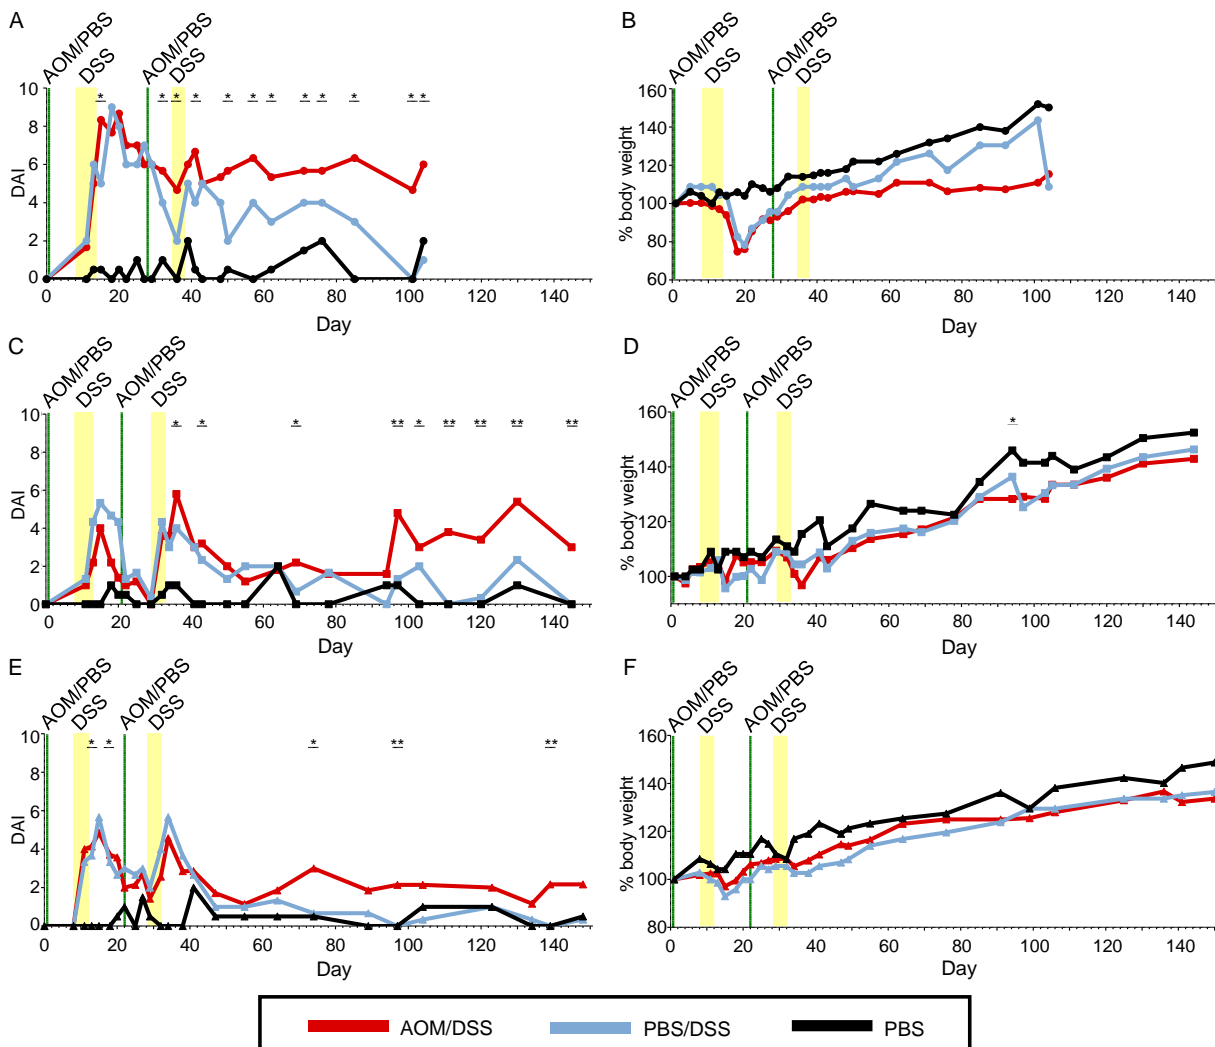 A
AOM/PBS
DSS
AOM/PBS
DSS
* * * * * * * * * * * *
DAI
10
8
6
4
2
0
0 20 40 60 80 100 120 140
Day
B
AOM/PBS
DSS
AOM/PBS
DSS
% body weight
160
140
120
100
80
60
0 20 40 60 80 100 120 140
Day
C
AOM/PBS
DSS
AOM/PBS
DSS
* * * ** * ** ** ** **
DAI
10
8
6
4
2
0
0 20 40 60 80 100 120 140
Day
D
AOM/PBS
DSS
AOM/PBS
DSS
*
% body weight
160
140
120
100
0 20 40 60 80 100 120 140
Day
E
AOM/PBS
DSS
AOM/PBS
DSS
* * * ** **
DAI
10
8
6
4
2
0
0 20 40 60 80 100 120 140
Day
F
AOM/PBS
DSS
AOM/PBS
DSS
% body weight
160
140
120
100
80
0 20 40 60 80 100 120 140
Day
AOM/DSS PBS/DSS PBS